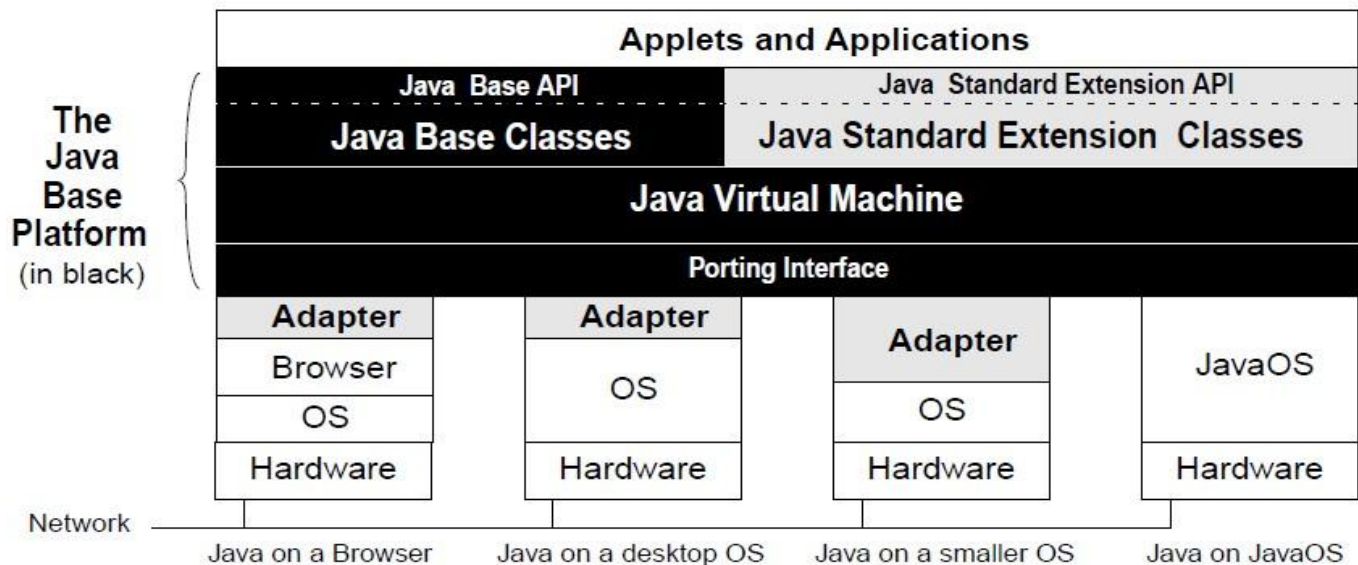 Applets and Applications
The
Java
Base
Platform
(in black)
Java Base API
Java Standard Extension API
Java Base Classes
Java Standard Extension Classes
Java Virtual Machine
Porting Interface
Adapter
Browser
OS
Hardware
Adapter
OS
Hardware
Adapter
OS
Hardware
JavaOS
Hardware
Network
Java on a Browser
Java on a desktop OS
Java on a smaller OS
Java on JavaOS